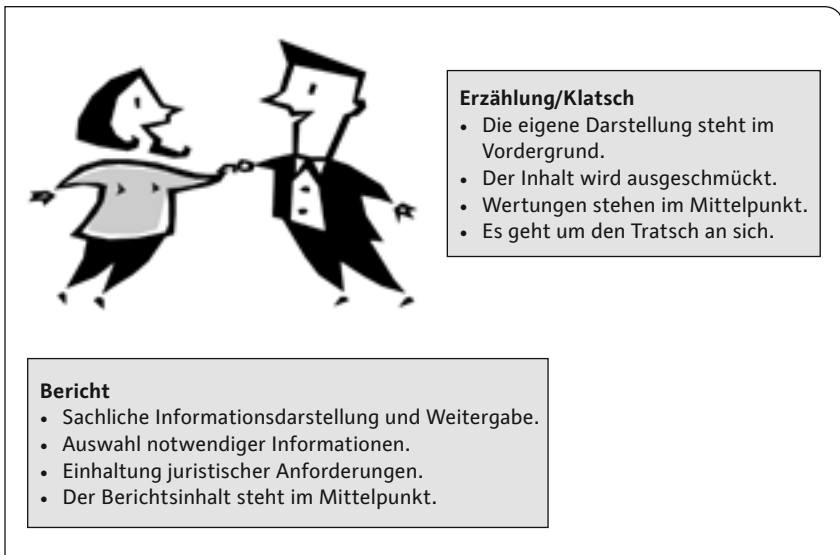 Erzählung/Klatsch
• Die eigene Darstellung steht im
Vordergrund.
• Der Inhalt wird ausgeschmückt.
• Wertungen stehen im Mittelpunkt.
• Es geht um den Tratsch an sich.
Bericht
• Sachliche Informationsdarstellung und Weitergabe.
• Auswahl notwendiger Informationen.
• Einhaltung juristischer Anforderungen.
• Der Berichtsinhalt steht im Mittelpunkt.